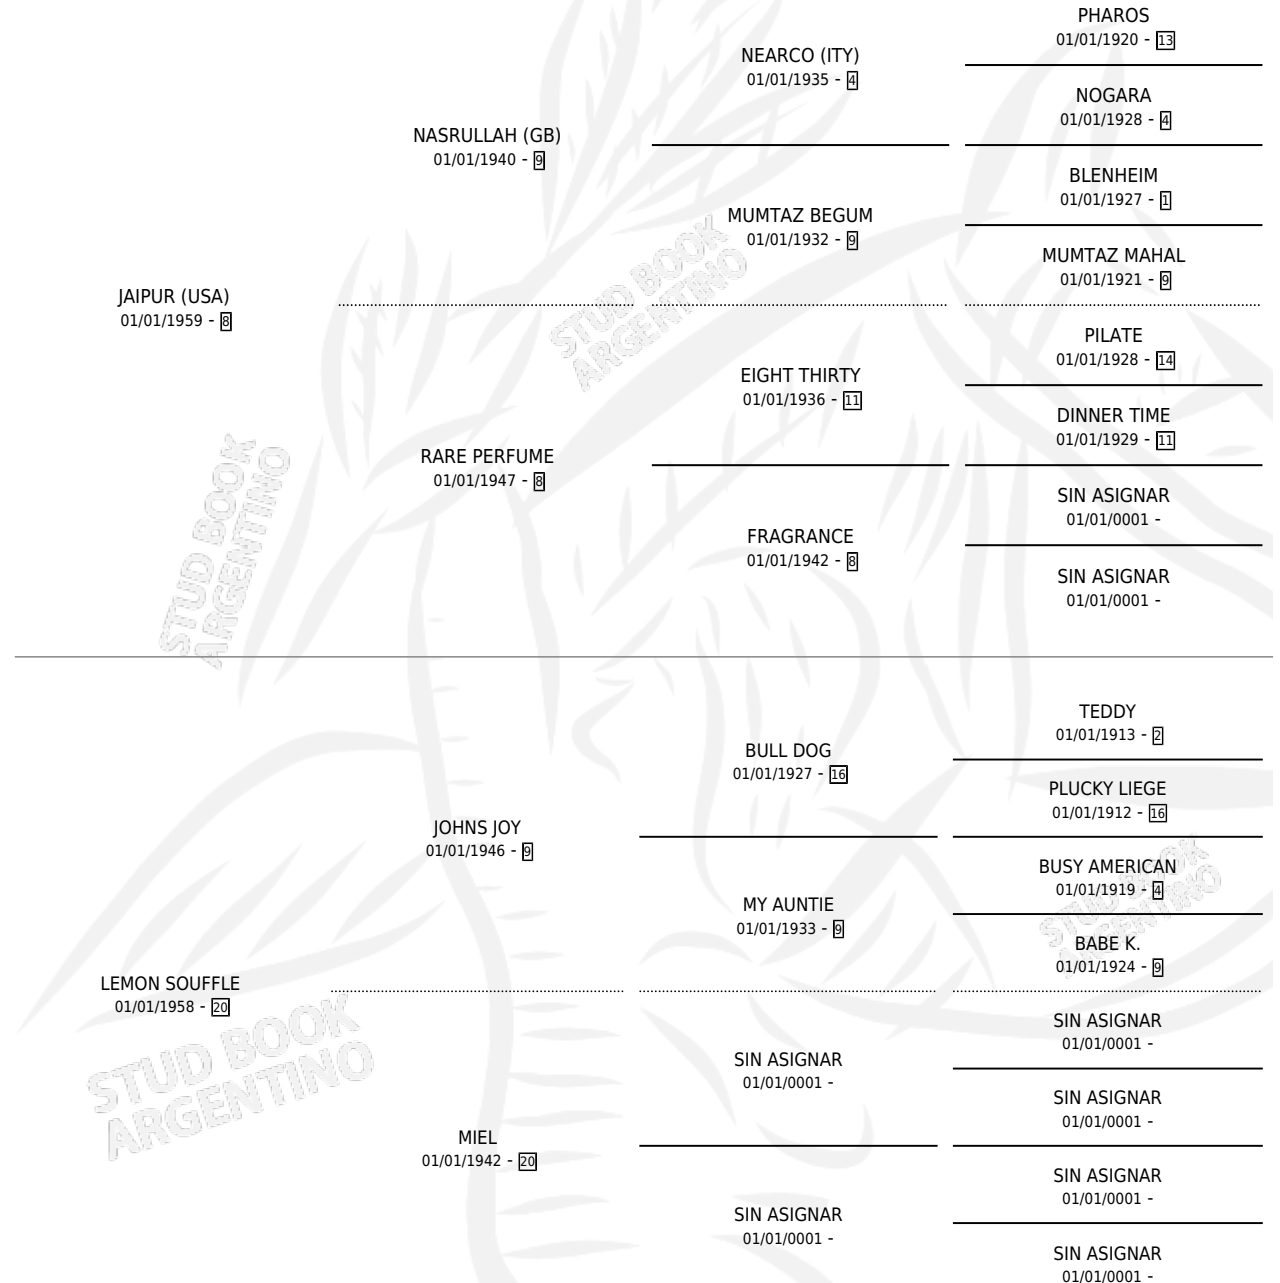 JAIPUR (USA)
01/01/1959 - 8
NASRULLAH (GB)
01/01/1940 - 9
NEARCO (ITY)
01/01/1935 - 4
PHAROS
01/01/1920 - 13
NOGARA
01/01/1928 - 4
MUMTAZ BEGUM
01/01/1932 - 9
BLENHEIM
01/01/1927 - 1
MUMTAZ MAHAL
01/01/1921 - 9
RARE PERFUME
01/01/1947 - 8
EIGHT THIRTY
01/01/1936 - 11
PILATE
01/01/1928 - 14
DINNER TIME
01/01/1929 - 11
FRAGRANCE
01/01/1942 - 8
SIN ASIGNAR
01/01/0001 -
SIN ASIGNAR
01/01/0001 -
LEMON SOUFFLE
01/01/1958 - 20
JOHNS JOY
01/01/1946 - 9
BULL DOG
01/01/1927 - 16
TEDDY
01/01/1913 - 2
PLUCKY LIEGE
01/01/1912 - 16
MY AUNTIE
01/01/1933 - 9
BUSY AMERICAN
01/01/1919 - 4
BABE K.
01/01/1924 - 9
MIEL
01/01/1942 - 20
SIN ASIGNAR
01/01/0001 -
SIN ASIGNAR
01/01/0001 -
SIN ASIGNAR
01/01/0001 -
SIN ASIGNAR
01/01/0001 -
SIN ASIGNAR
01/01/0001 -
SIN ASIGNAR
01/01/0001 -
STUD BOOK
ARGENTINO
STUD BOOK
ARGENTINO
STUD BOOK
ARGENTINO
STUD BOOK
ARGENTINO